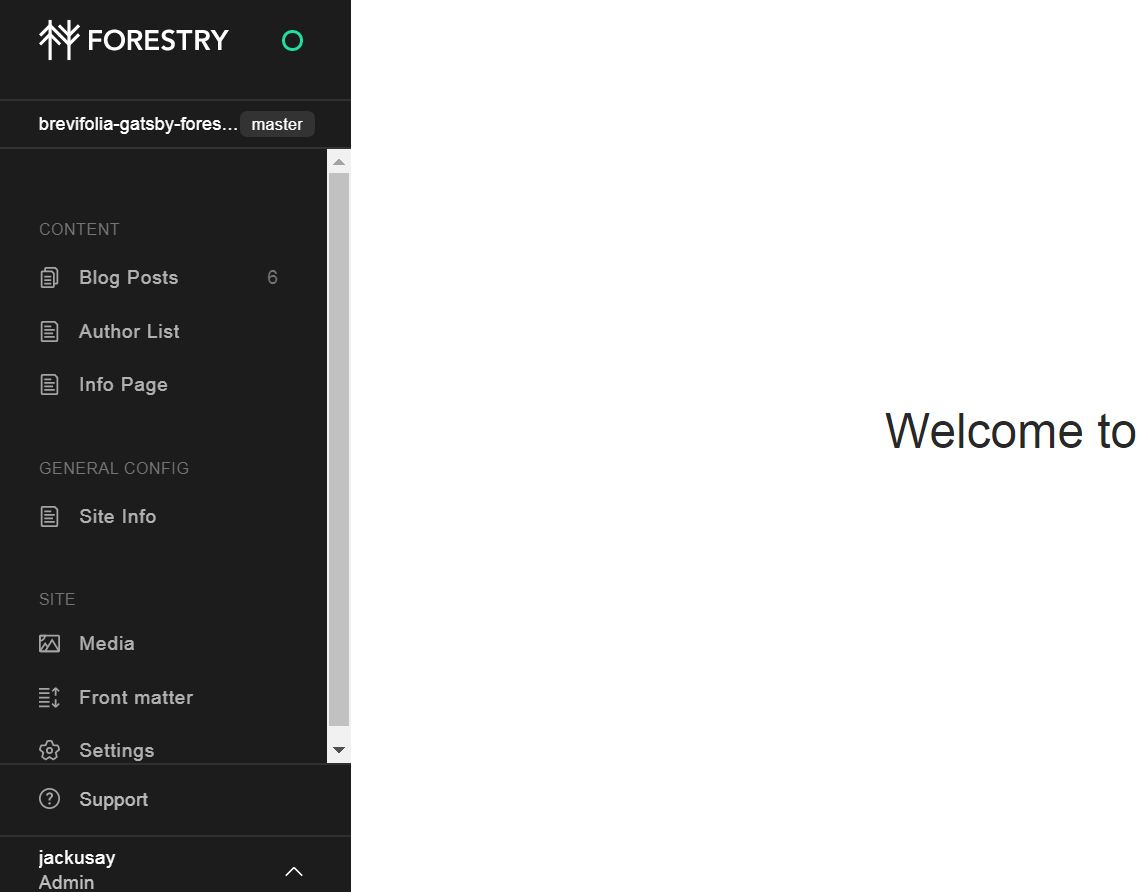 FORESTRY
brevifolia-gatsby-fores... master
CONTENT
Blog Posts 6
Author List
Info Page
GENERAL CONFIG
Site Info
SITE
Media
Front matter
Settings
Support
jackusay
Admin
Welcome to